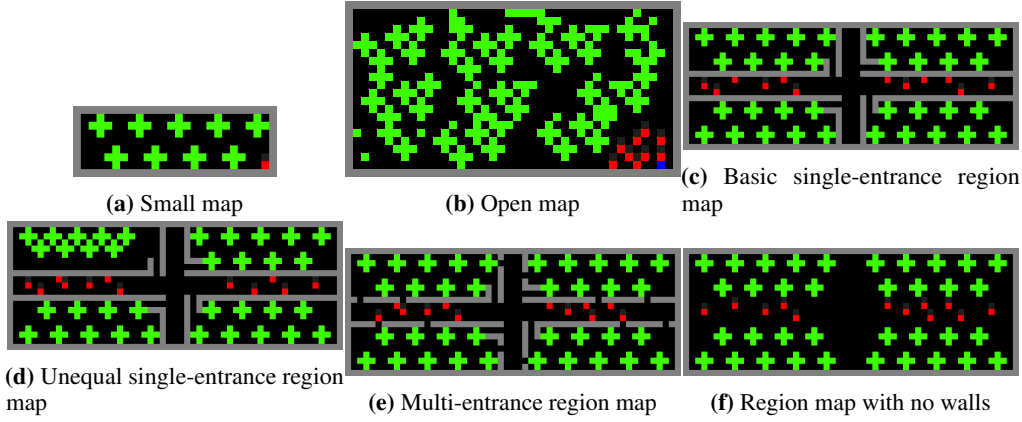 (a) Small map
(b) Open map
(c) Basic single-entrance region
map
(d) Unequal single-entrance region
map
(e) Multi-entrance region map
(f) Region map with no walls